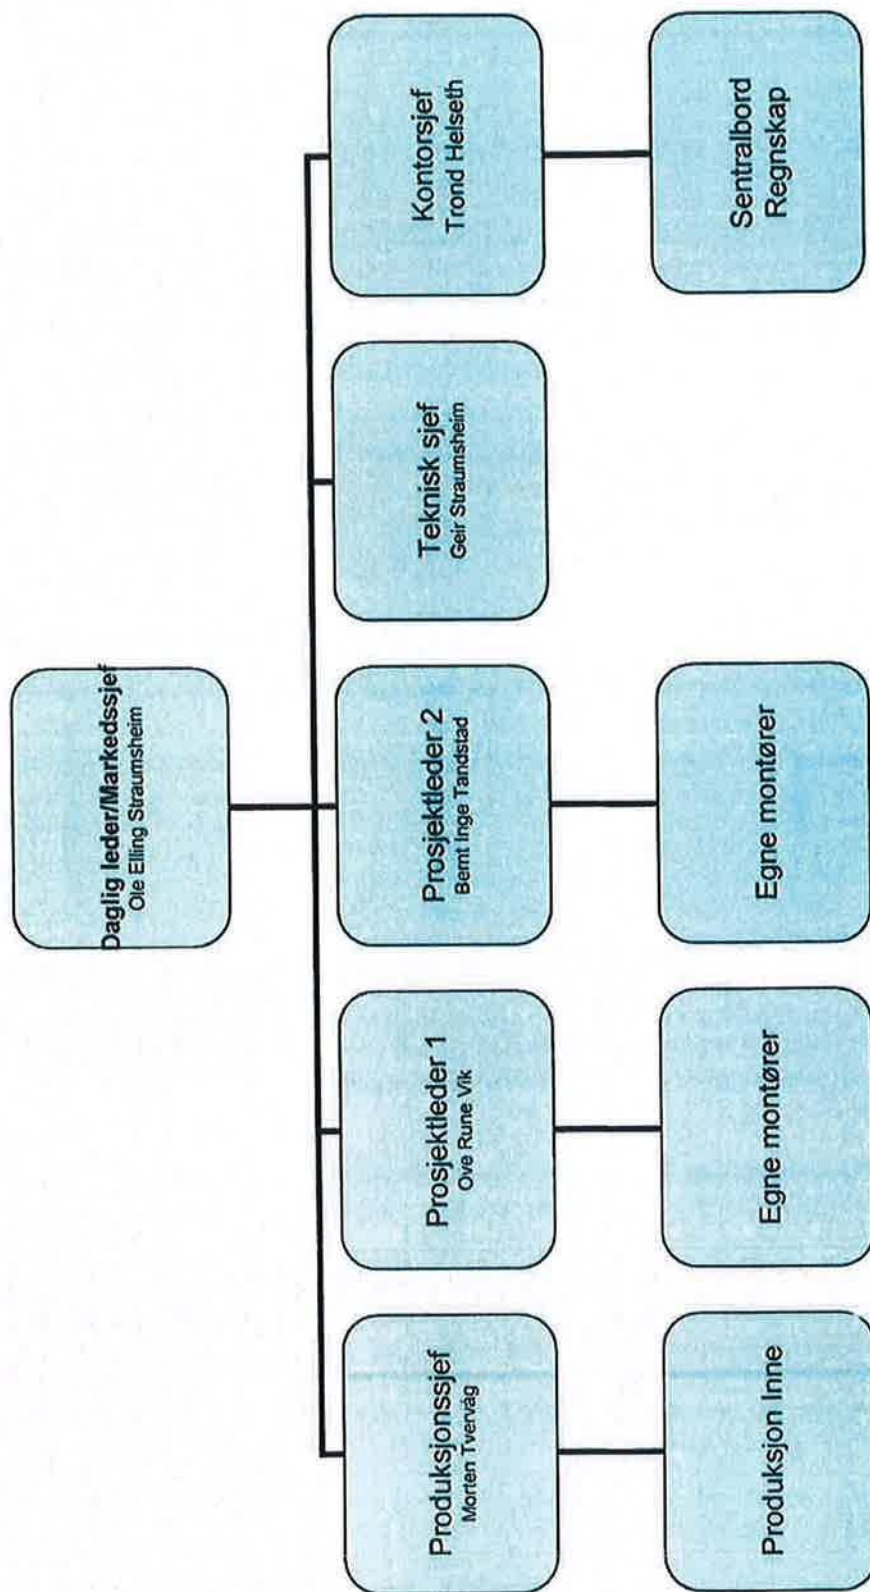 Daglig leder/Markedssjef
Ole Elling Straumsheim
Produksjonssjef
Morten Tvervåg
Prosjektleder 1
Ove Rune Vik
Prosjektleder 2
Bernt Inge Tandstad
Teknisk sjef
Geir Straumsheim
Kontorsjef
Trond Helseth
Produksjon Inne
Egne montører
Egne montører
Sentralbord
Regnskap